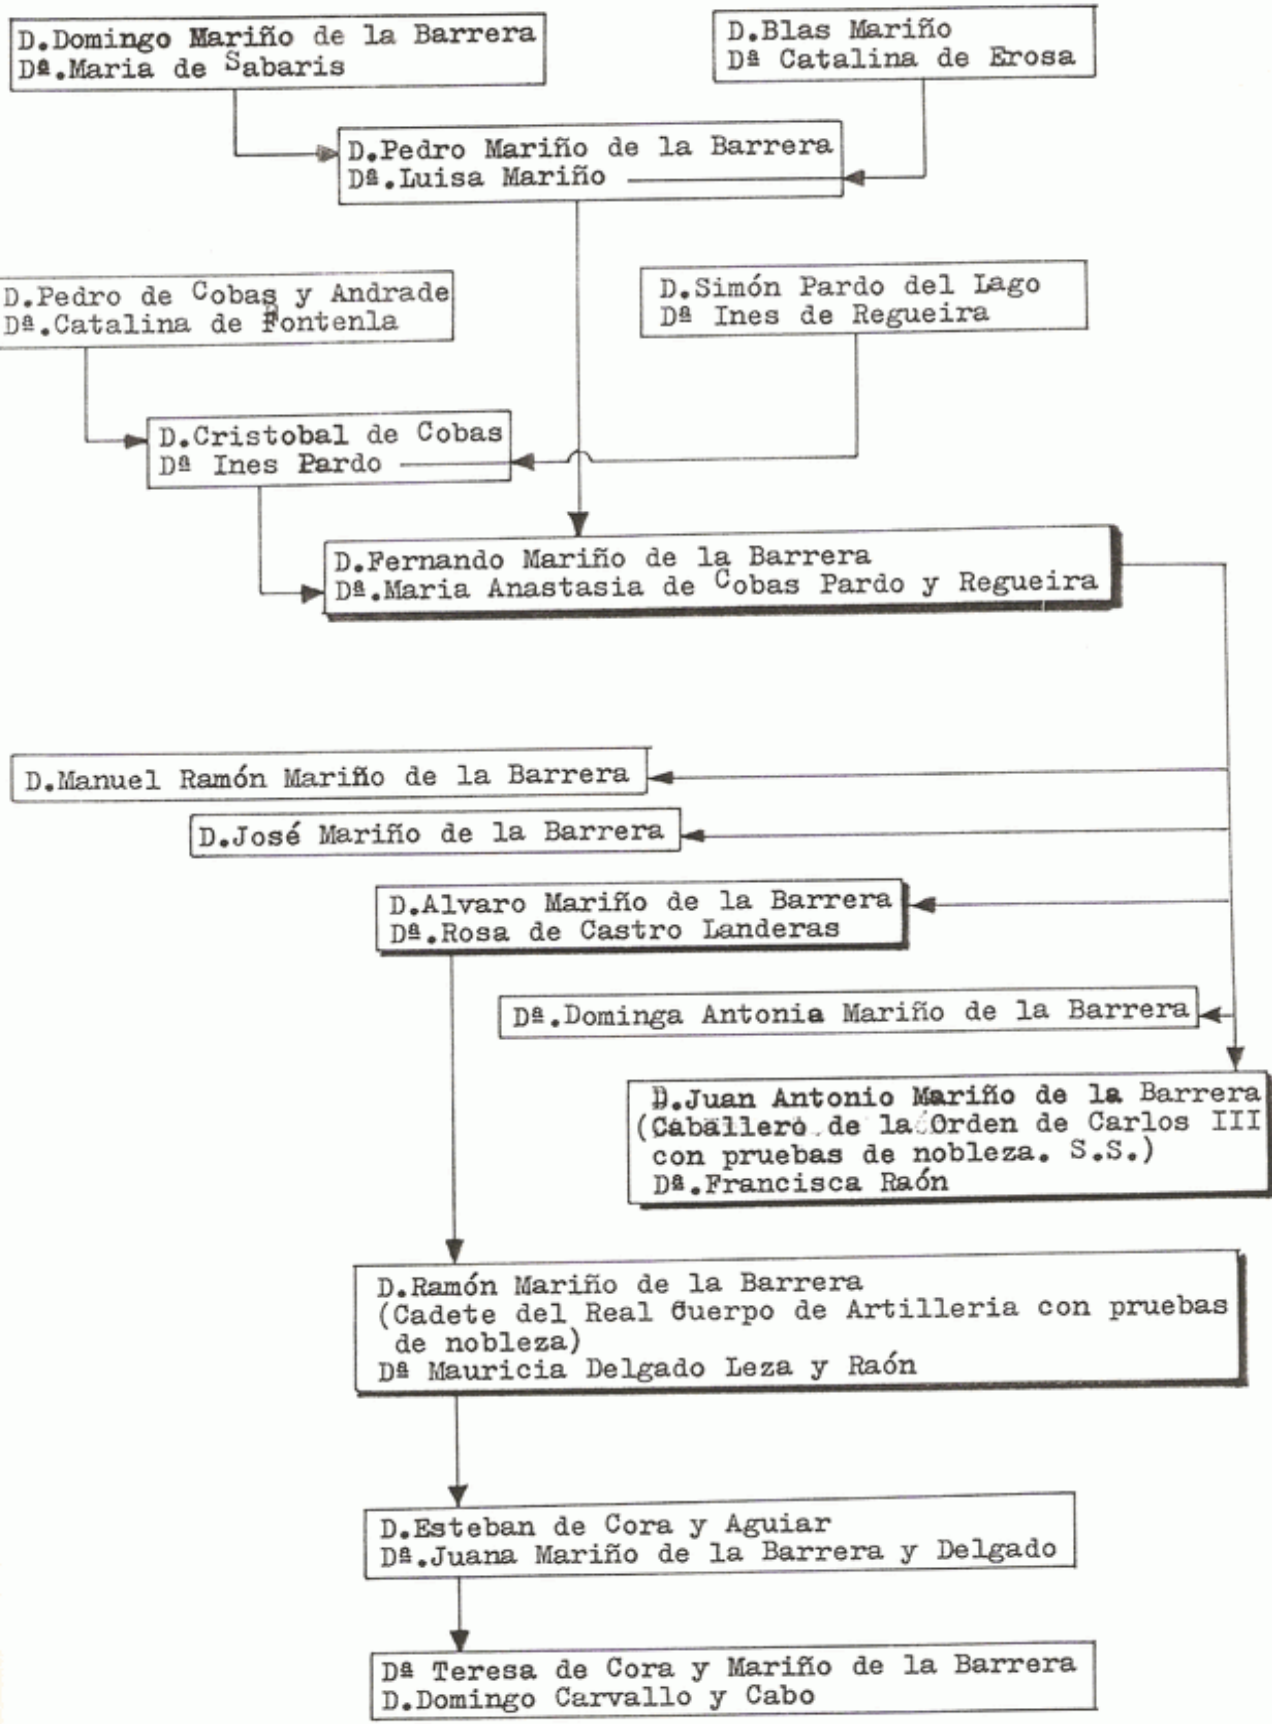 D.Domingo Mariño de la Barrera
Dª.Maria de Sabaris
D.Blas Mariño
Dª Catalina de Erosa
D.Pedro Mariño de la Barrera
Dª.Luisa Mariño
D.Pedro de Cobas y Andrade
Dª.Catalina de Fontenla
D.Simón Pardo del Lago
Dª Ines de Regueira
D.Cristobal de Cobas
Dª Ines Pardo
D.Fernando Mariño de la Barrera
Dª.Maria Anastasia de Cobas Pardo y Regueira
D.Manuel Ramón Mariño de la Barrera
D.José Mariño de la Barrera
D.Alvaro Mariño de la Barrera
Dª.Rosa de Castro Landeras
Dª.Dominga Antonia Mariño de la Barrera
D.Juan Antonio Mariño de la Barrera
(Caballero de la Orden de Carlos III
con pruebas de nobleza. S.S.)
Dª.Francisca Raón
D.Ramón Mariño de la Barrera
(Cadete del Real Cuerpo de Artilleria con pruebas
de nobleza)
Dª Mauricia Delgado Leza y Raón
D.Esteban de Cora y Aguiar
Dª.Juana Mariño de la Barrera y Delgado
Dª Teresa de Cora y Mariño de la Barrera
D.Domingo Carvallo y Cabo